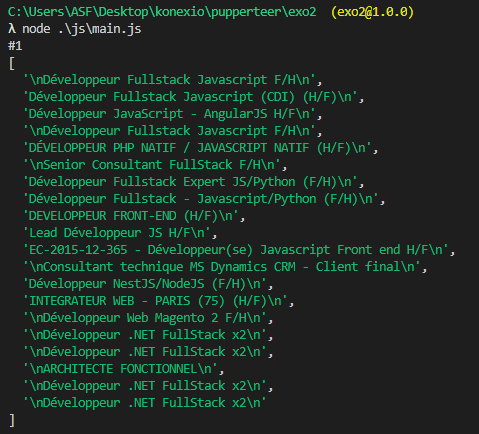 C:\Users\ASF\Desktop\konexio\pupperteer\exo2  (exo2@1.0.0)
λ node .\js\main.js
#1
[
  '\nDéveloppeur Fullstack Javascript F/H\n',
  'Développeur Fullstack Javascript (CDI) (H/F)\n',
  'Développeur JavaScript - AngularJS H/F\n',
  '\nDéveloppeur Fullstack Javascript F/H\n',
  'DÉVELOPPEUR PHP NATIF / JAVASCRIPT NATIF (H/F)\n',
  '\nSenior Consultant FullStack F/H\n',
  'Développeur Fullstack Expert JS/Python (F/H)\n',
  'Développeur Fullstack - Javascript/Python (F/H)\n',
  'DEVELOPPEUR FRONT-END (H/F)\n',
  'Lead Développeur JS H/F\n',
  'EC-2015-12-365 - Développeur(se) Javascript Front end H/F\n',
  '\nConsultant technique MS Dynamics CRM - Client final\n',
  'Développeur NestJS/NodeJS (F/H)\n',
  'INTEGRATEUR WEB - PARIS (75) (H/F)\n',
  '\nDéveloppeur Web Magento 2 F/H\n',
  '\nDéveloppeur .NET FullStack x2\n',
  '\nDéveloppeur .NET FullStack x2\n',
  '\nARCHITECTE FONCTIONNEL\n',
  '\nDéveloppeur .NET FullStack x2\n',
  '\nDéveloppeur .NET FullStack x2\n'
]